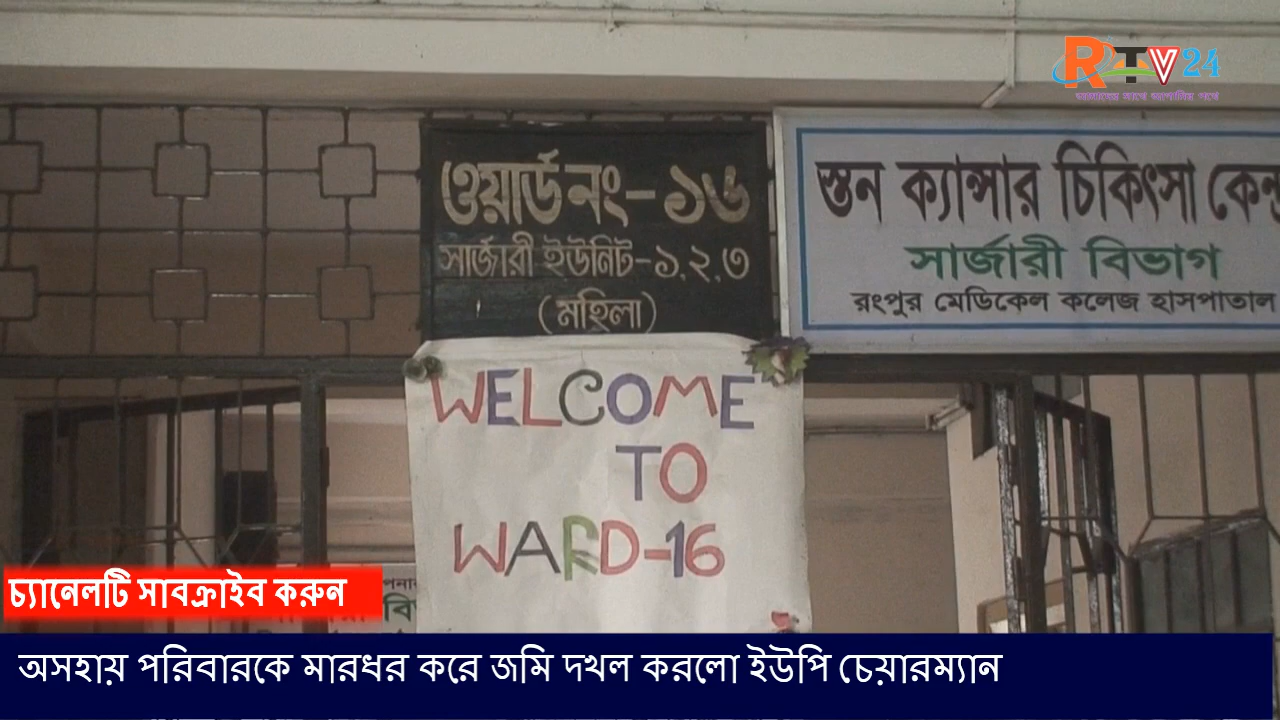 RTV24
ওয়ার্ড নং-১৬
সার্জারী ইউনিট-১,২,৩
(মহিলা)
স্তন ক্যান্সার চিকিৎসা
সার্জারী বিভাগ
রংপুর মেডিকেল কলেজ হাসপাতাল
WELCOME
TO
WARD-16
চ্যানেলটি সাবক্রাইব করুন
অসহায় পরিবারকে মারধর করে জমি দখল করলো ইউপি চেয়ারম্যান